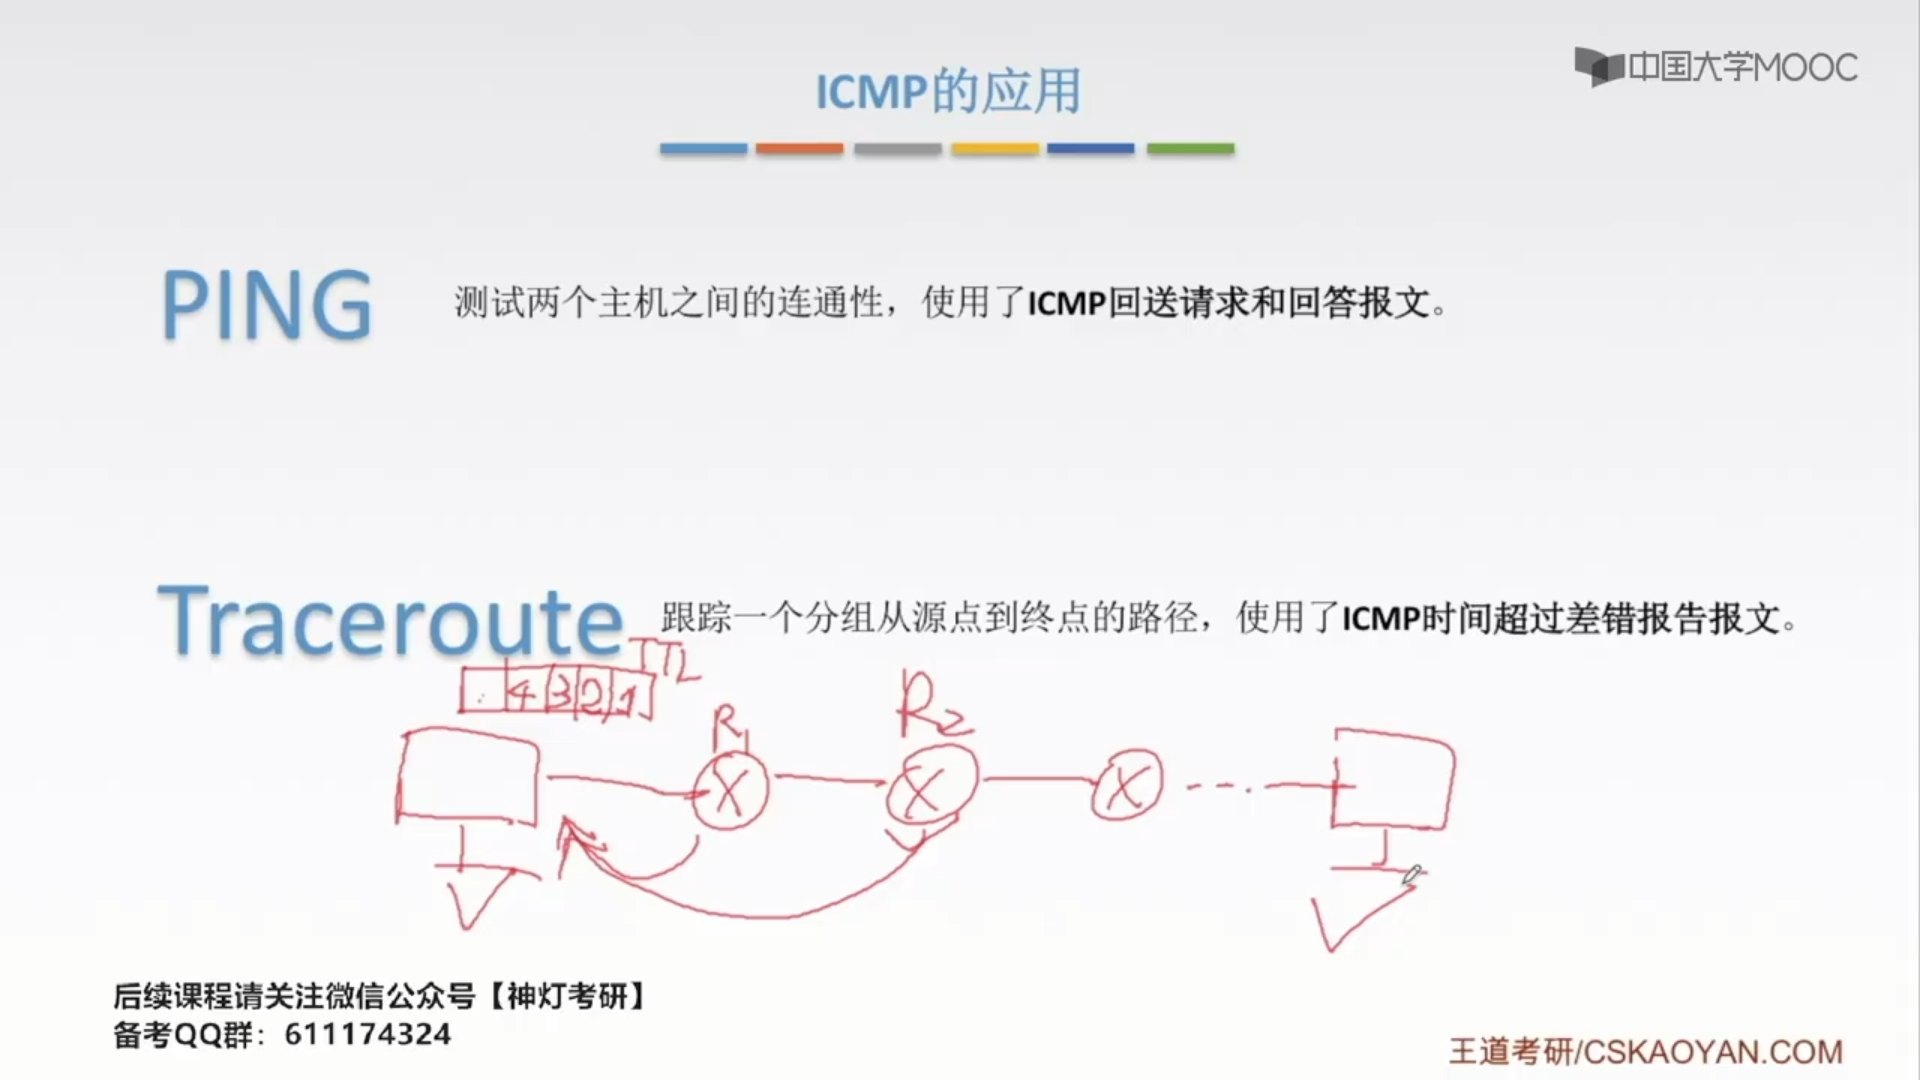 中国大学MOOC
ICMP的应用
PING
测试两个主机之间的连通性，使用了ICMP回送请求和回答报文。
Traceroute
跟踪一个分组从源点到终点的路径，使用了ICMP时间超过差错报告报文。
TTL
4 3 2 1
R1
R2
后续课程请关注微信公众号【神灯考研】
备考QQ群：611174324
王道考研/CSKAOYAN.COM